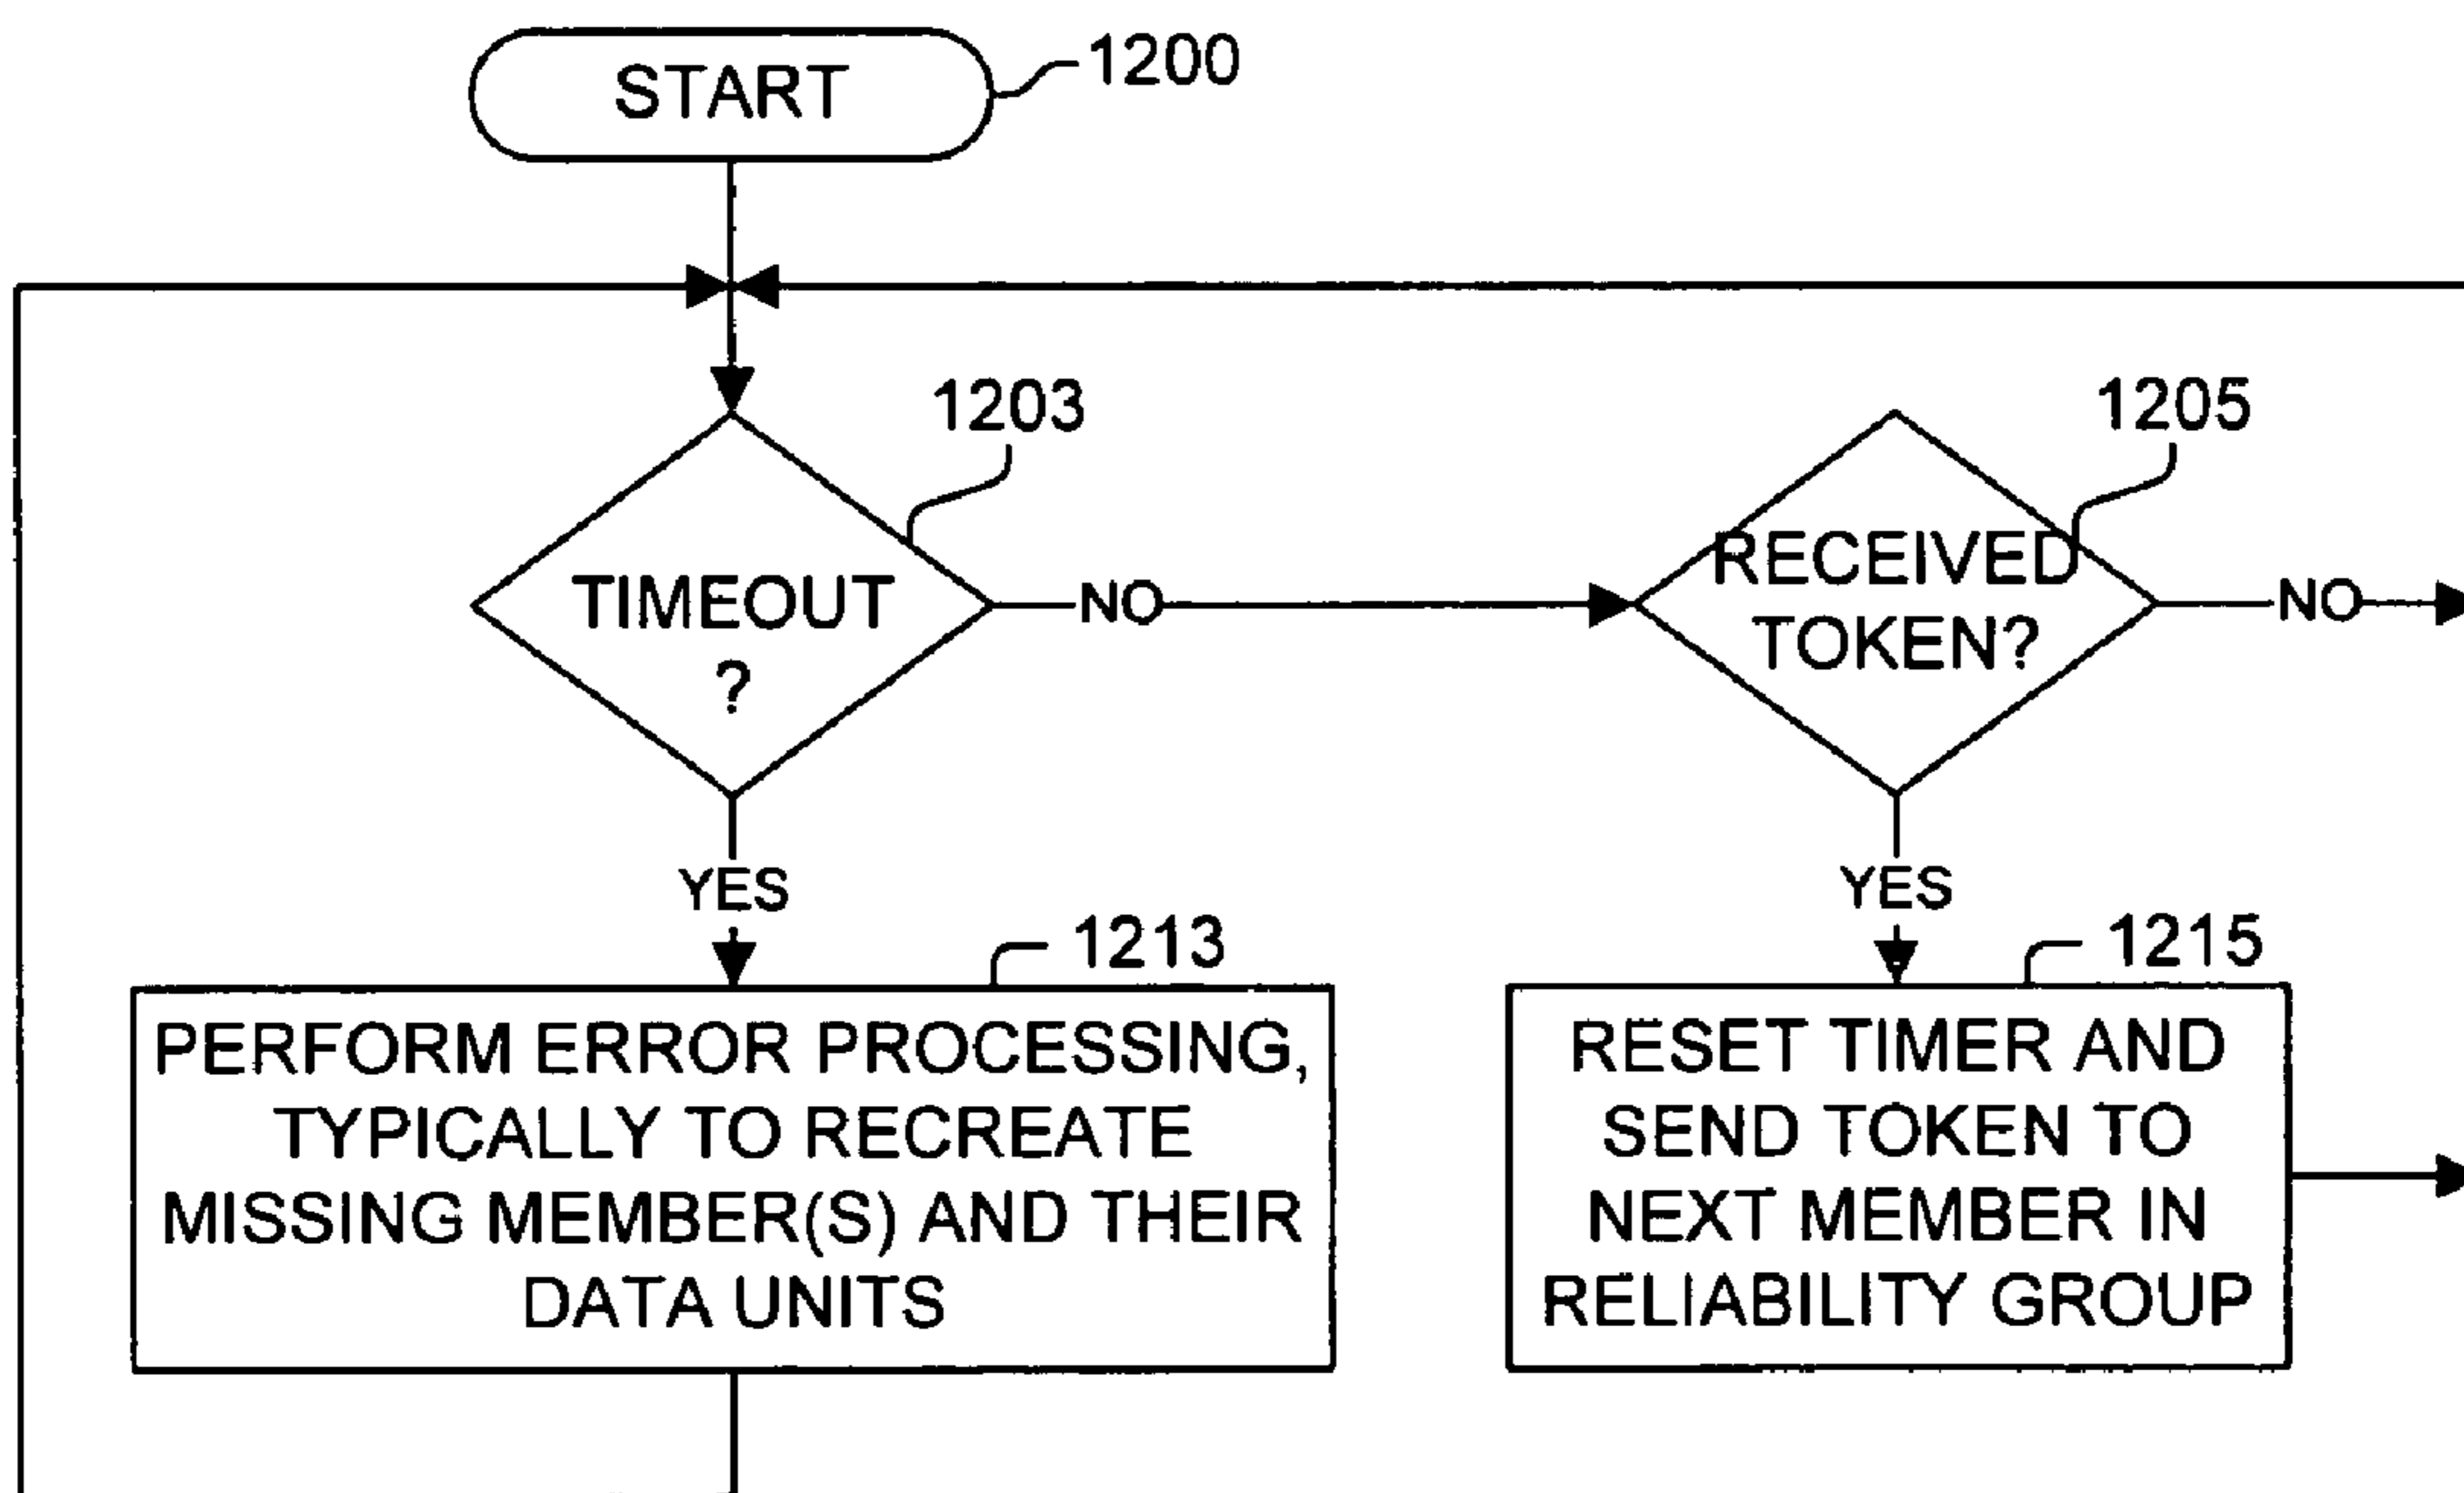 START
1200
1203
1205
TIMEOUT
?
NO
RECEIVED
TOKEN?
NO
YES
YES
1213
1215
PERFORM ERROR PROCESSING,
TYPICALLY TO RECREATE
MISSING MEMBER(S) AND THEIR
DATA UNITS
RESET TIMER AND
SEND TOKEN TO
NEXT MEMBER IN
RELIABILITY GROUP